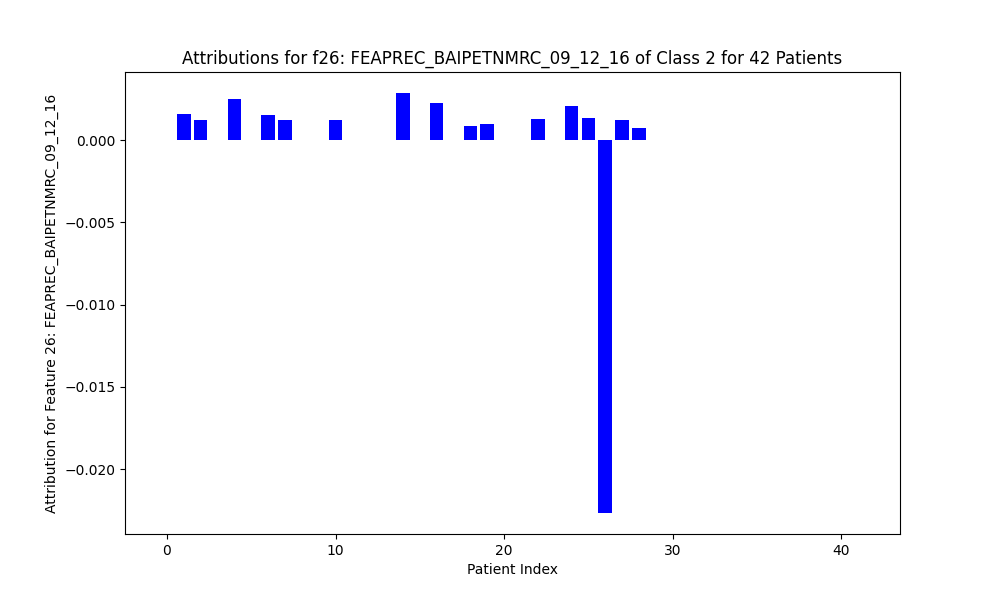 Attributions for f26: FEAPREC_BAIPETNMRC_09_12_16 of Class 2 for 42 Patients
Attribution for Feature 26: FEAPREC_BAIPETNMRC_09_12_16
0.000
−0.005
−0.010
−0.015
−0.020
0 10 20 30 40
Patient Index